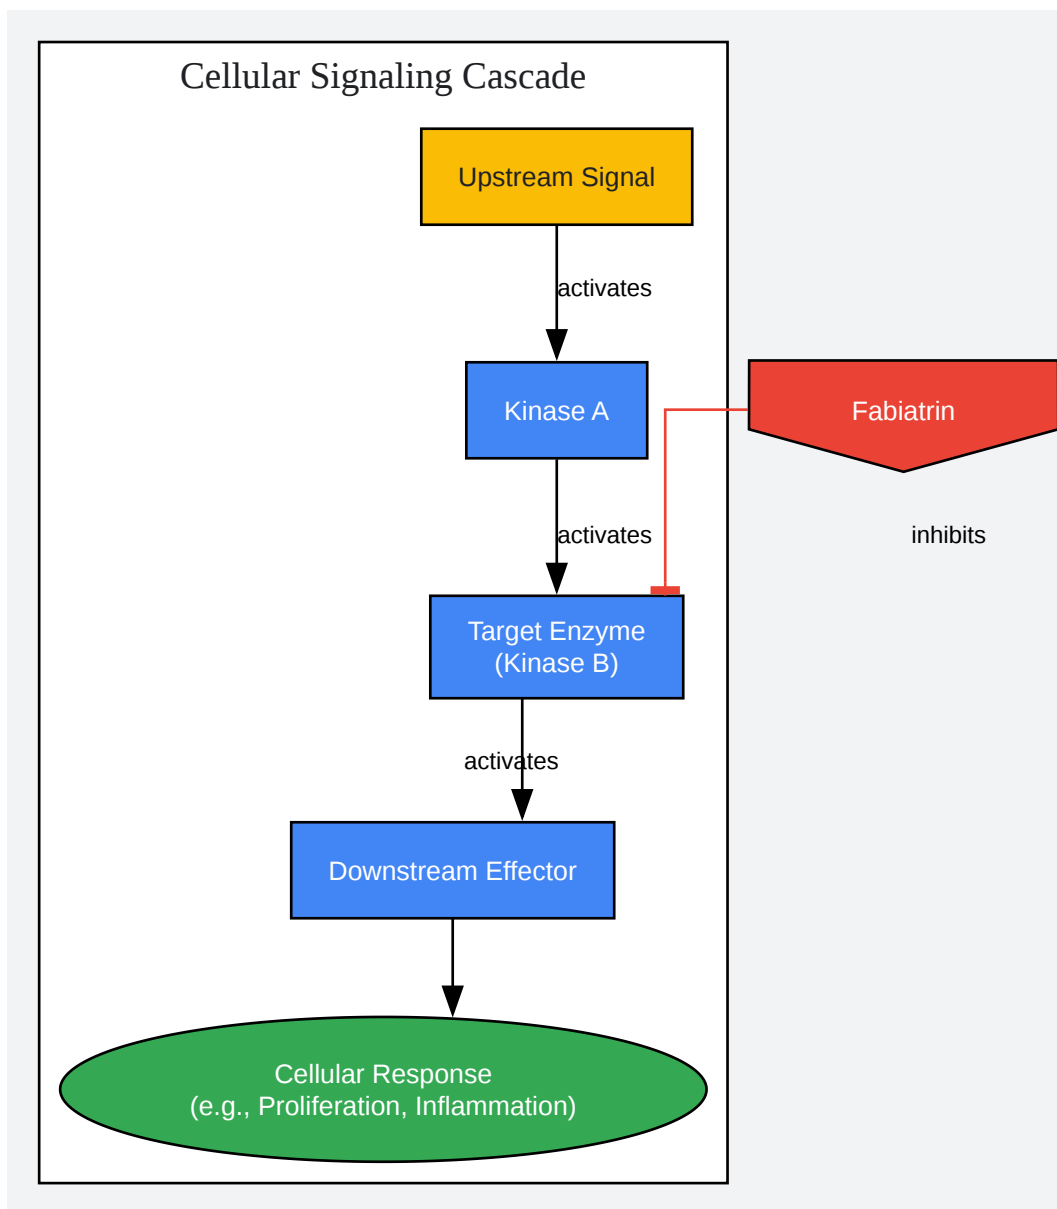 Cellular Signaling Cascade
Upstream Signal
activates
Kinase A
Fabiatrin
activates
inhibits
Target Enzyme
(Kinase B)
activates
Downstream Effector
Cellular Response
(e.g., Proliferation, Inflammation)